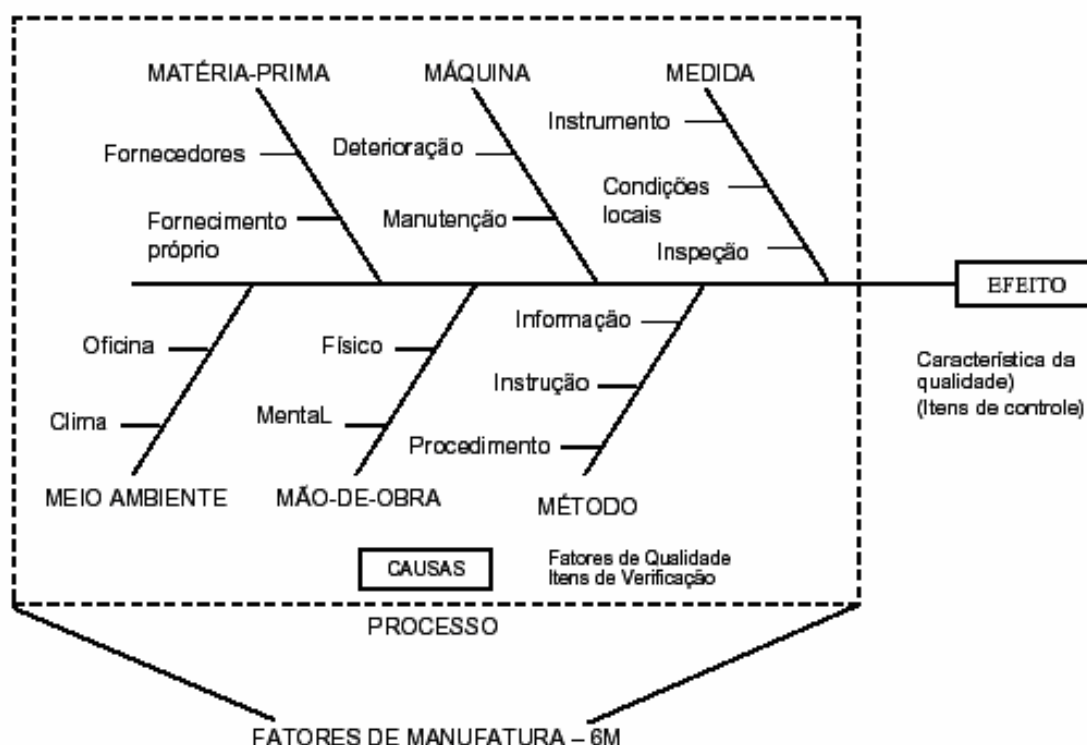 MATÉRIA-PRIMA
MÁQUINA
MEDIDA
Fornecedores
Fornecimento
próprio
Deterioração
Manutenção
Instrumento
Condições
locais
Inspeção
EFEITO
Característica da
qualidade)
(Itens de controle)
Oficina
Clima
Físico
MentaL
Informação
Instrução
Procedimento
MEIO AMBIENTE
MÃO-DE-OBRA
MÉTODO
CAUSAS
Fatores de Qualidade
Itens de Verificação
PROCESSO
FATORES DE MANUFATURA – 6M